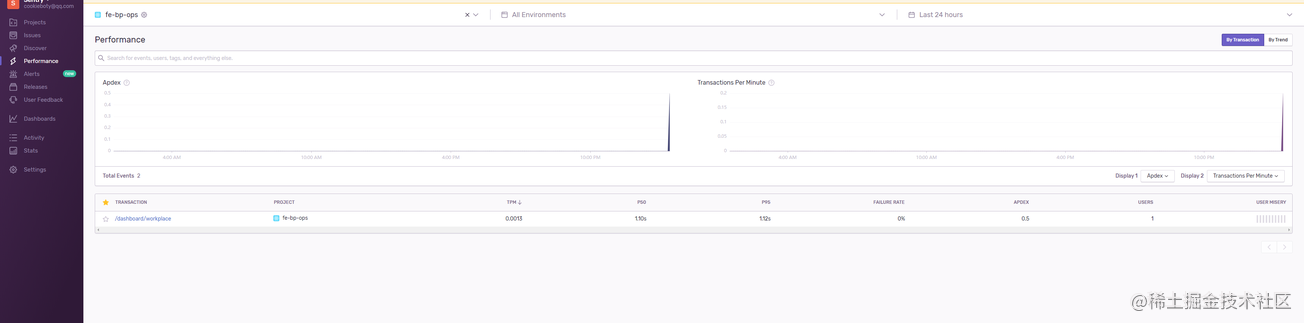 Sentry
cookieboty@qq.com
Projects
Issues
Discover
Performance
Alerts new
Releases
User Feedback
Dashboards
Activity
Stats
Settings
fe-bp-ops
All Environments
Last 24 hours
Performance
By Transaction By Trend
Search for events, users, tags, and everything else.
Apdex
0.5
0.4
0.3
0.2
0.1
0
4:00 AM 10:00 AM 4:00 PM 10:00 PM
Transactions Per Minute
0.2
0.15
0.1
0.05
0
4:00 AM 10:00 AM 4:00 PM 10:00 PM
Total Events 2
Display 1 Apdex Display 2 Transactions Per Minute
TRANSACTION PROJECT TPM P50 P95 FAILURE RATE APDEX USERS USER MISERY
/dashboard/workplace fe-bp-ops 0.0013 1.10s 1.12s 0% 0.5 1
@稀土掘金技术社区